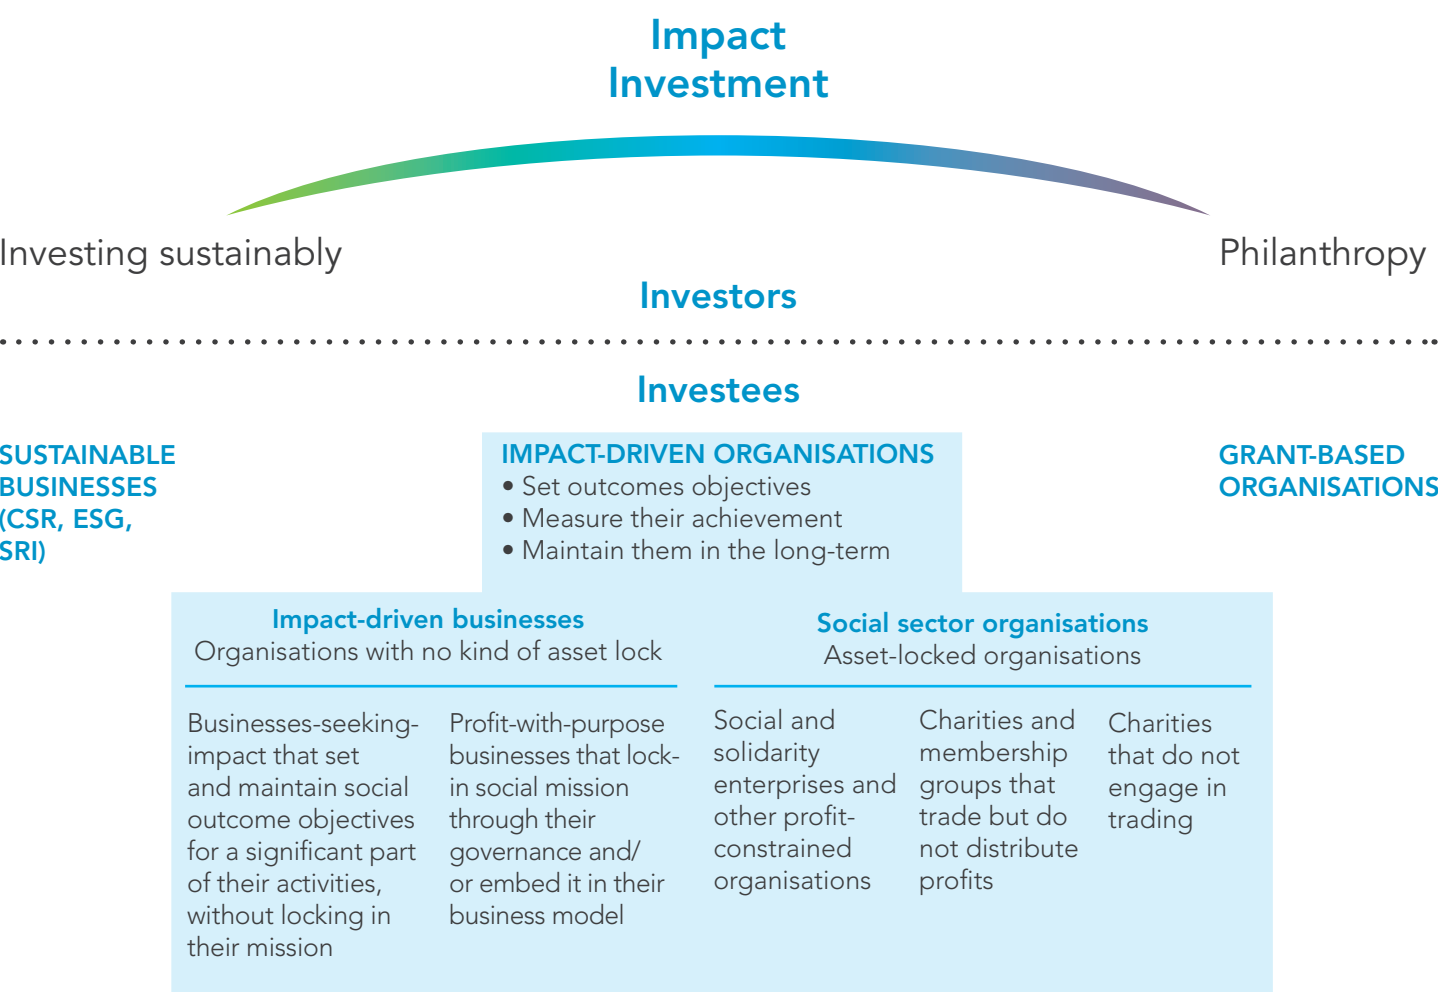 Impact
Investment
Investing sustainably
Philanthropy
Investors
Investees
SUSTAINABLE
BUSINESSES
(CSR, ESG,
SRI)
IMPACT-DRIVEN ORGANISATIONS
• Set outcomes objectives
• Measure their achievement
• Maintain them in the long-term
GRANT-BASED
ORGANISATIONS
Impact-driven businesses
Organisations with no kind of asset lock
Businesses-seeking-
impact that set
and maintain social
outcome objectives
for a significant part
of their activities,
without locking in
their mission
Profit-with-purpose
businesses that lock-
in social mission
through their
governance and/
or embed it in their
business model
Social sector organisations
Asset-locked organisations
Social and
solidarity
enterprises and
other profit-
constrained
organisations
Charities and
membership
groups that
trade but do
not distribute
profits
Charities
that do not
engage in
trading